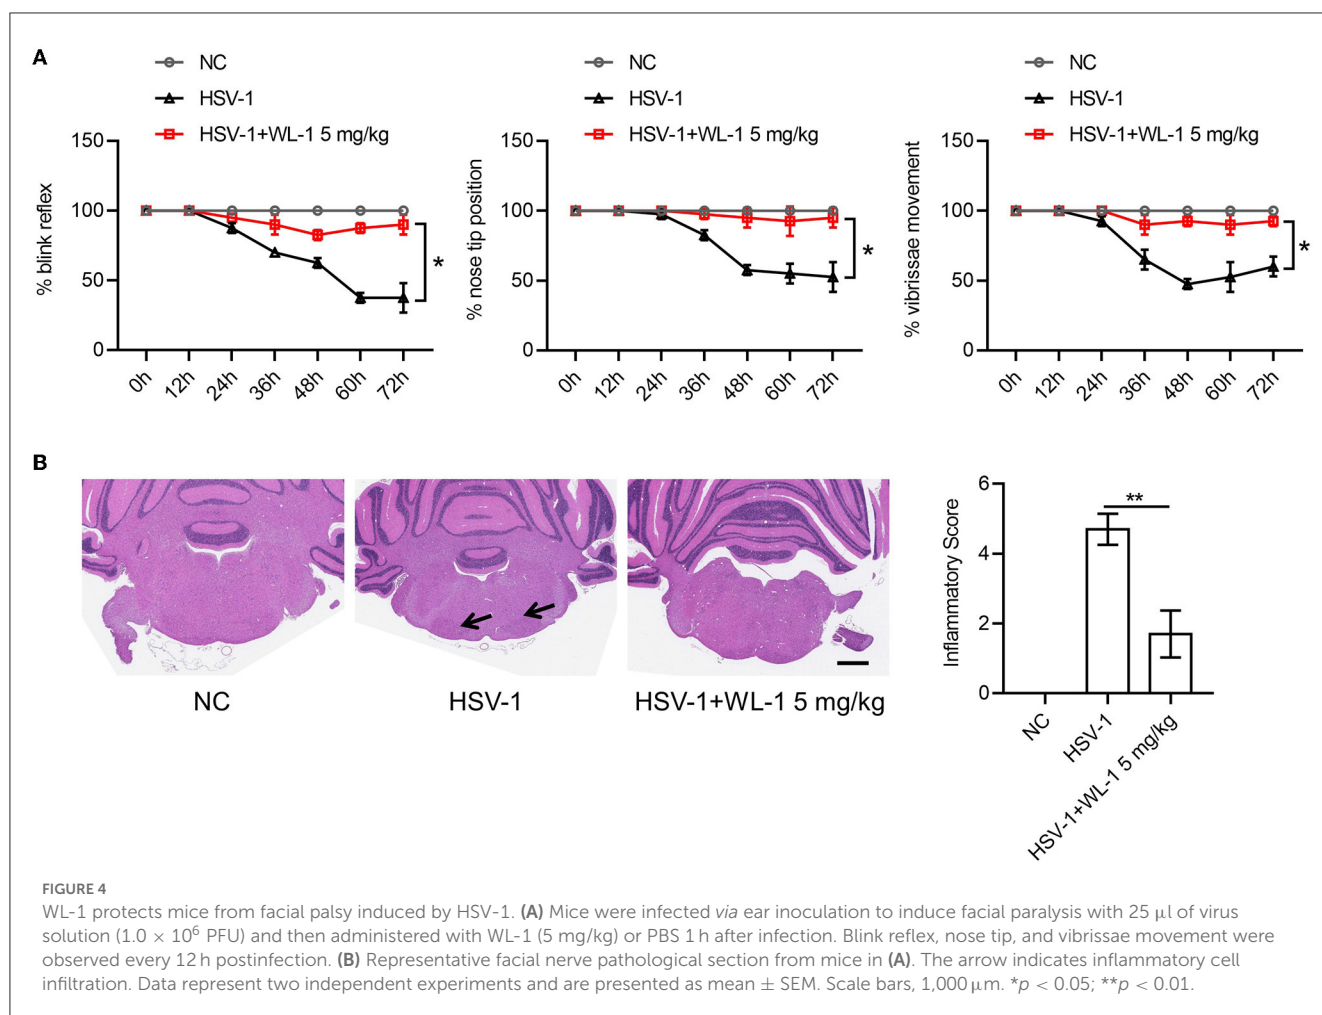 A
NC
HSV-1
HSV-1+WL-1 5 mg/kg
150
100
50
0
% blink reflex
0h
12h
24h
36h
48h
60h
72h
*
NC
HSV-1
HSV-1+WL-1 5 mg/kg
150
100
50
0
% nose tip position
0h
12h
24h
36h
48h
60h
72h
*
NC
HSV-1
HSV-1+WL-1 5 mg/kg
150
100
50
0
% vibrissae movement
0h
12h
24h
36h
48h
60h
72h
*
B
NC
HSV-1
HSV-1+WL-1 5 mg/kg
6
4
2
0
Inflammatory Score
**
NC
HSV-1
HSV-1+WL-1 5 mg/kg
FIGURE 4
WL-1 protects mice from facial palsy induced by HSV-1. (A) Mice were infected via ear inoculation to induce facial paralysis with 25 μl of virus
solution (1.0 × 10⁶ PFU) and then administered with WL-1 (5 mg/kg) or PBS 1 h after infection. Blink reflex, nose tip, and vibrissae movement were
observed every 12 h postinfection. (B) Representative facial nerve pathological section from mice in (A). The arrow indicates inflammatory cell
infiltration. Data represent two independent experiments and are presented as mean ± SEM. Scale bars, 1,000 μm. *p < 0.05; **p < 0.01.